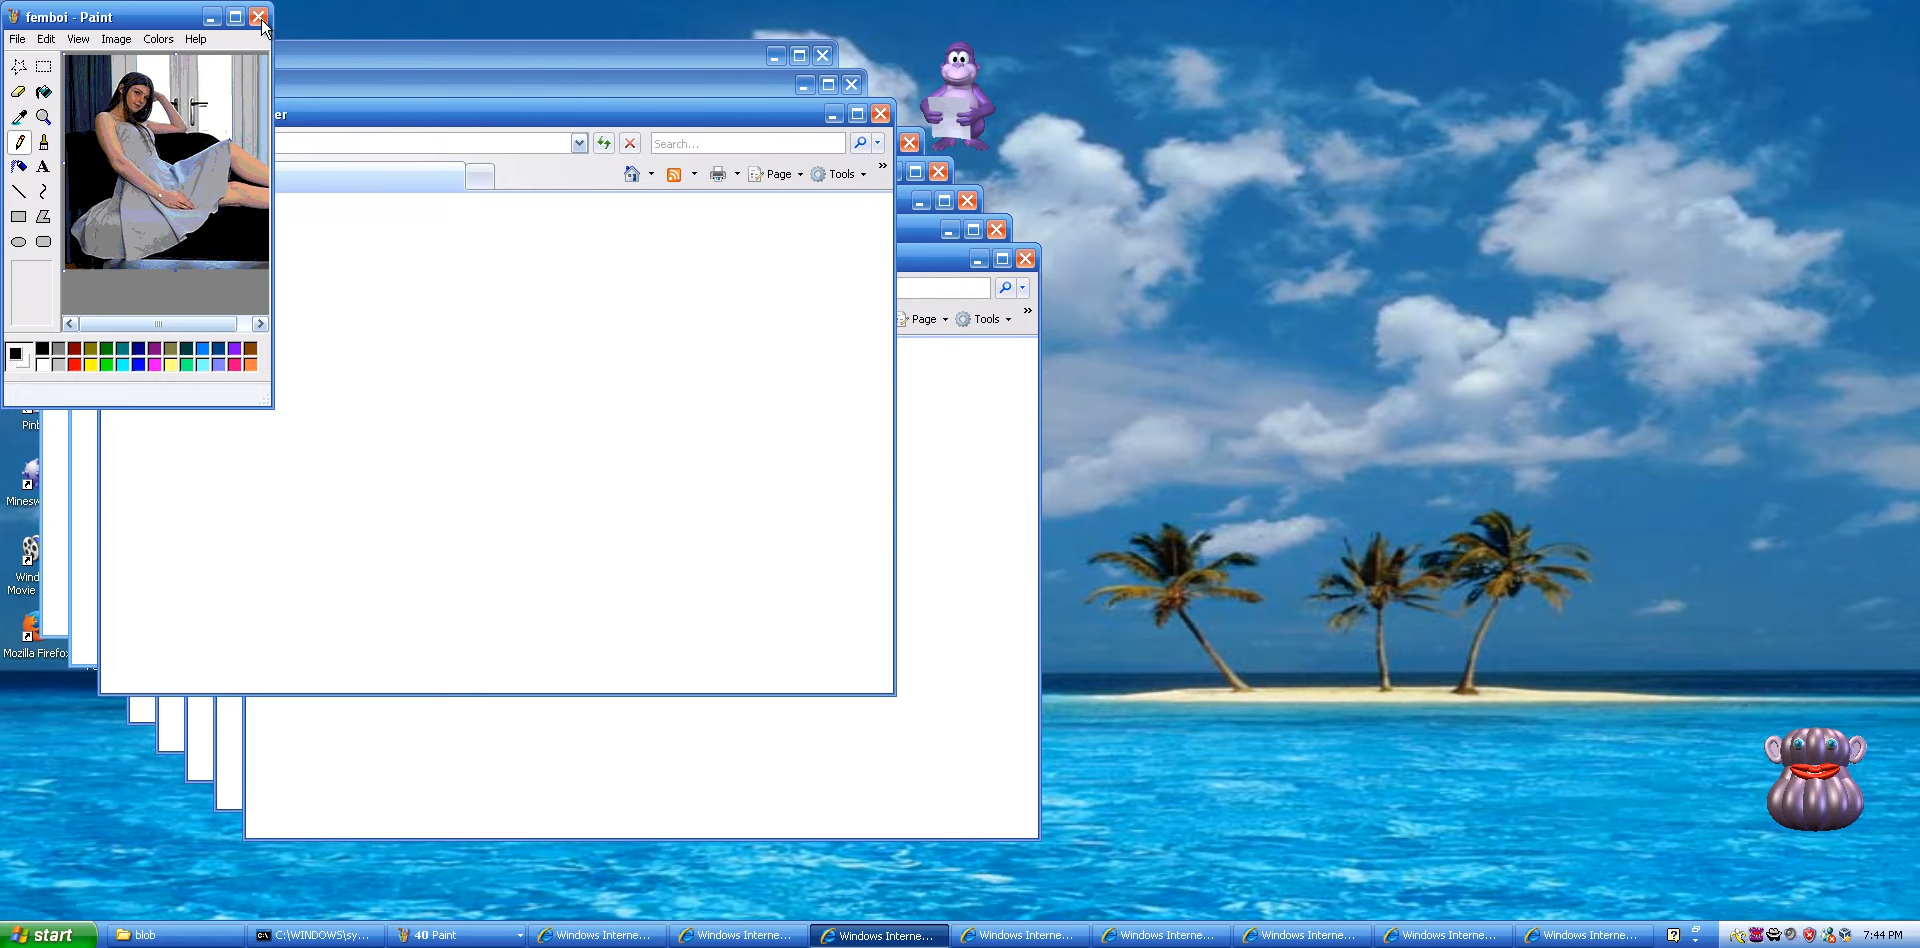 femboi - Paint
File Edit View Image Colors Help
er
Search...
Page Tools
Page Tools
Pinb
Minesw
Wind
Movie
Mozilla Firefo
start
blob
C:\WINDOWS\sy...
40 Paint
Windows Interne...
Windows Interne...
Windows Interne...
Windows Interne...
Windows Interne...
Windows Interne...
Windows Interne...
Windows Interne...
7:44 PM